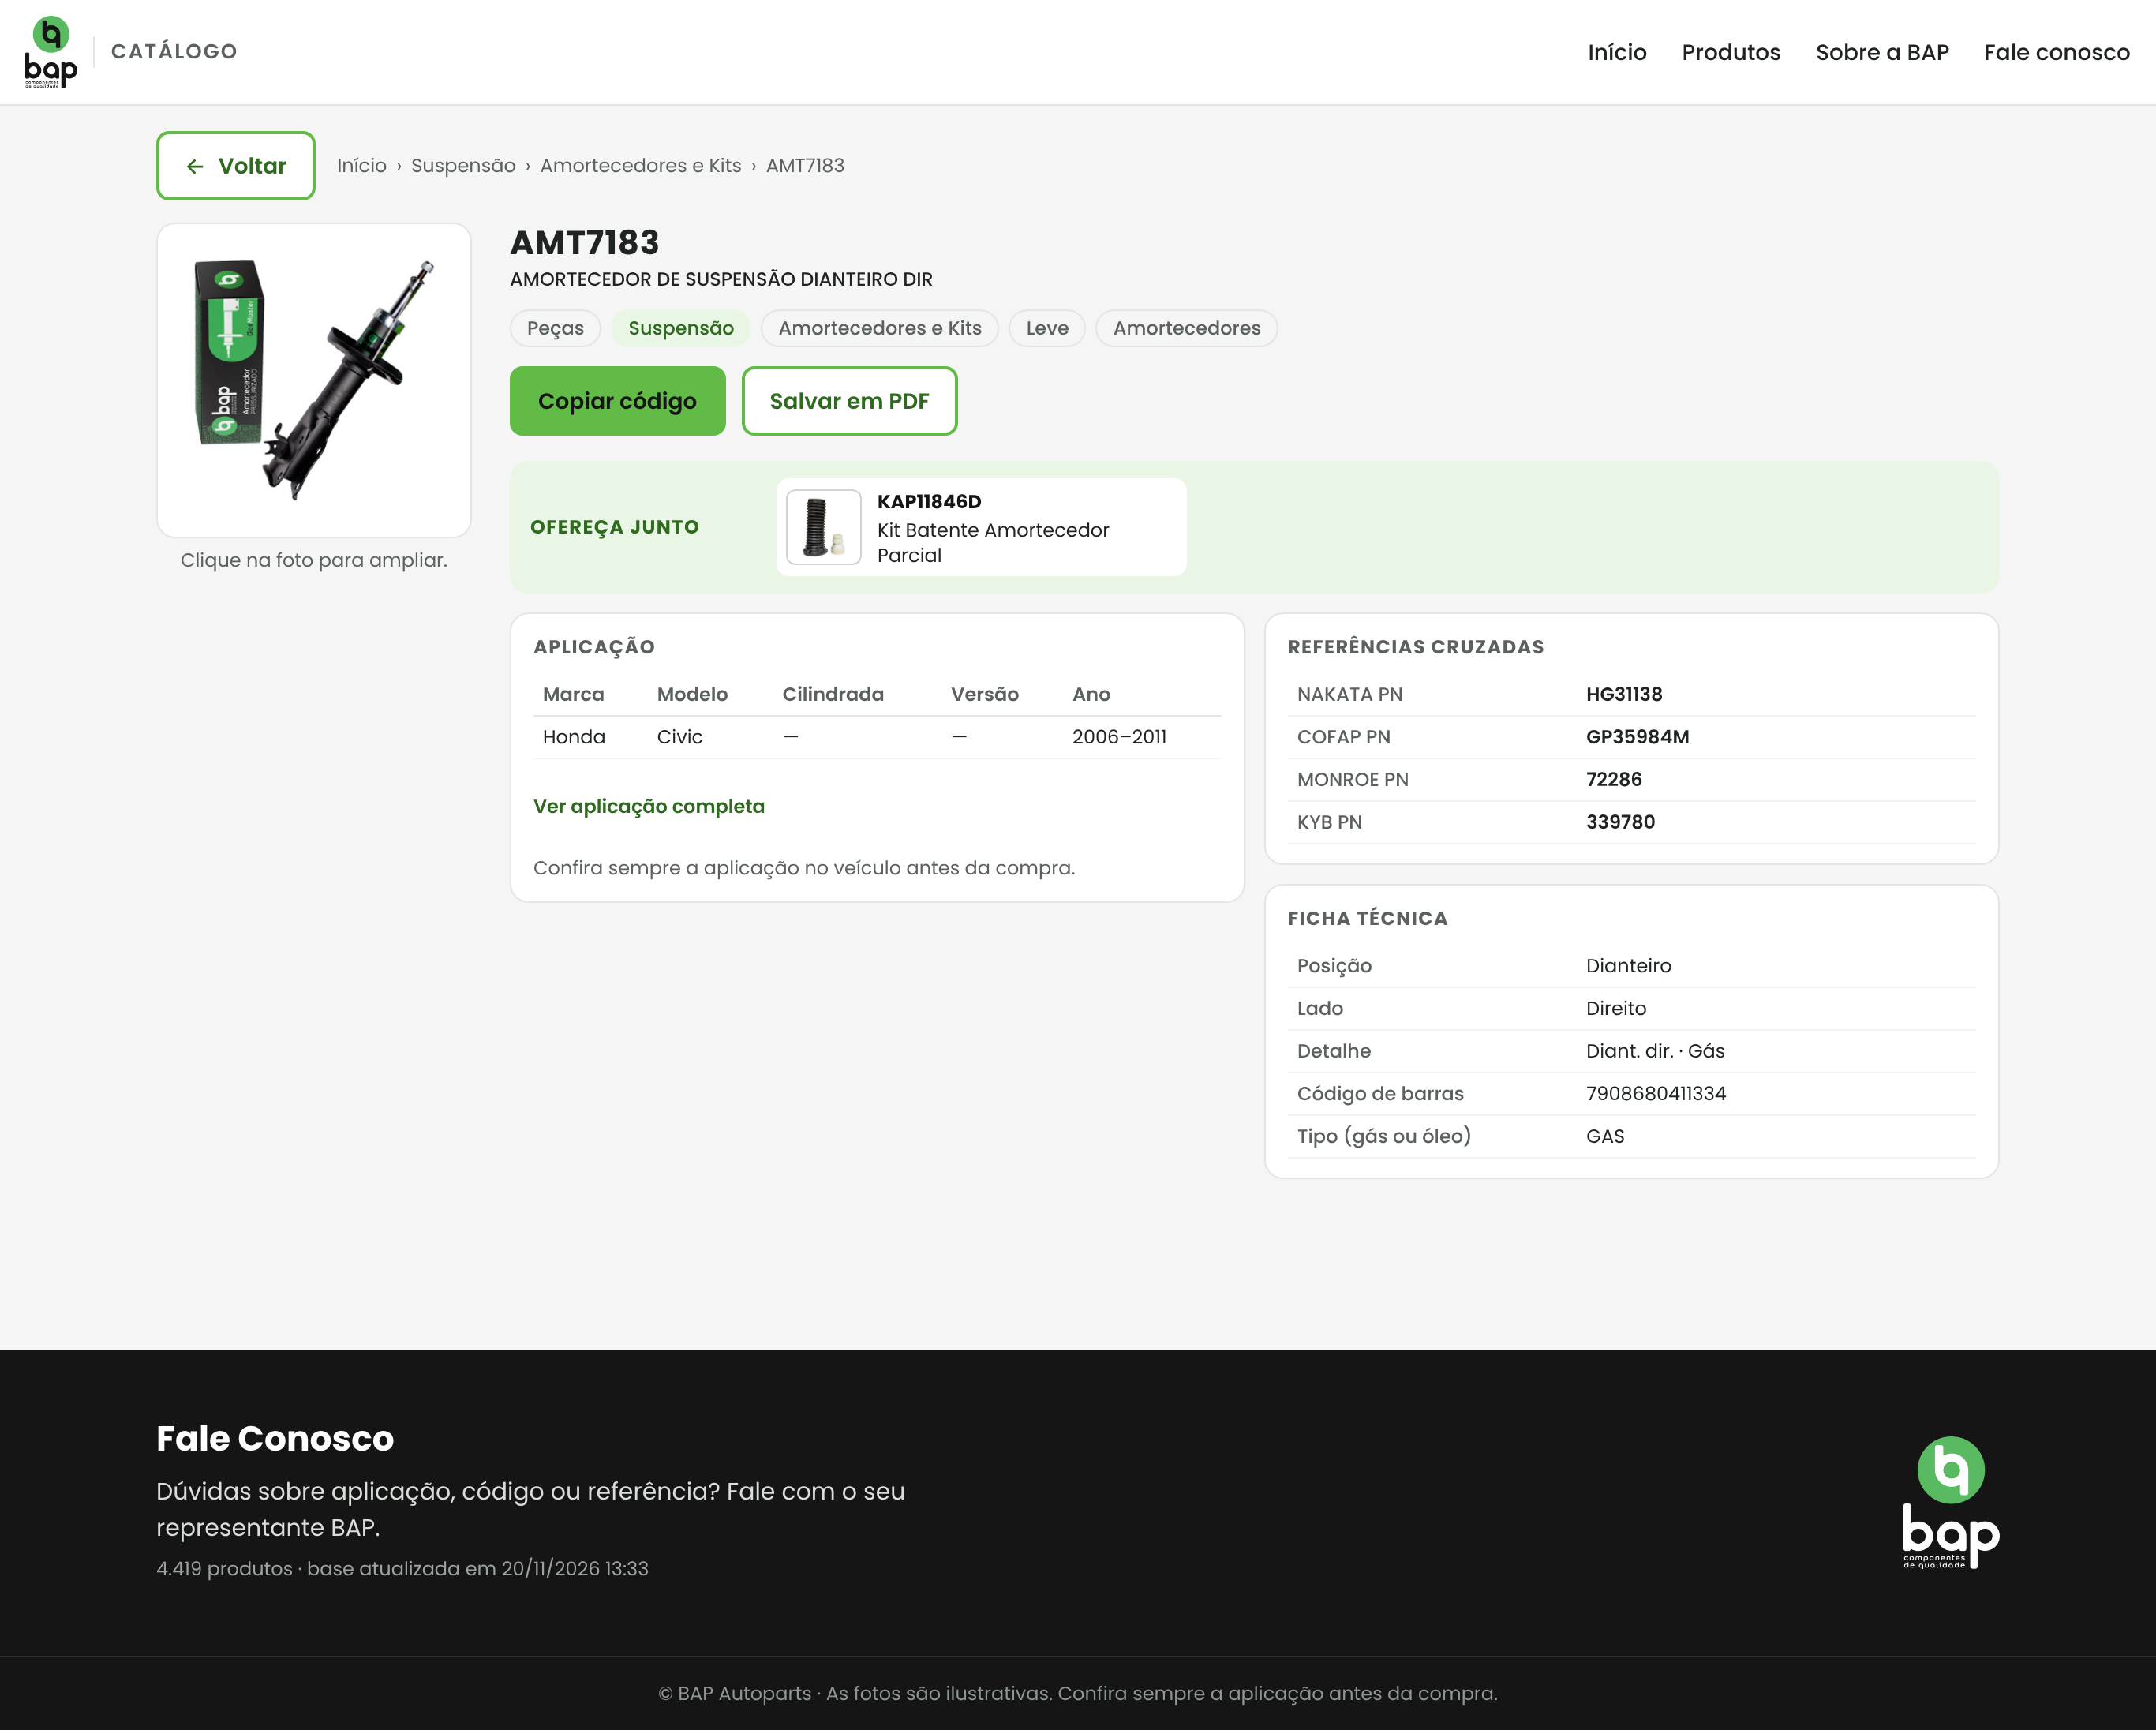 bap
componentes
de qualidade
CATÁLOGO
Início Produtos Sobre a BAP Fale conosco
← Voltar
Início › Suspensão › Amortecedores e Kits › AMT7183
bap
Amortecedor
PRESSURIZADO
Clique na foto para ampliar.
AMT7183
AMORTECEDOR DE SUSPENSÃO DIANTEIRO DIR
Peças Suspensão Amortecedores e Kits Leve Amortecedores
Copiar código Salvar em PDF
OFEREÇA JUNTO
KAP11846D
Kit Batente Amortecedor
Parcial
APLICAÇÃO
Marca Modelo Cilindrada Versão Ano
Honda Civic — — 2006–2011
Ver aplicação completa
Confira sempre a aplicação no veículo antes da compra.
REFERÊNCIAS CRUZADAS
NAKATA PN HG31138
COFAP PN GP35984M
MONROE PN 72286
KYB PN 339780
FICHA TÉCNICA
Posição Dianteiro
Lado Direito
Detalhe Diant. dir. · Gás
Código de barras 7908680411334
Tipo (gás ou óleo) GAS
Fale Conosco
Dúvidas sobre aplicação, código ou referência? Fale com o seu
representante BAP.
4.419 produtos · base atualizada em 20/11/2026 13:33
bap
componentes
de qualidade
© BAP Autoparts · As fotos são ilustrativas. Confira sempre a aplicação antes da compra.